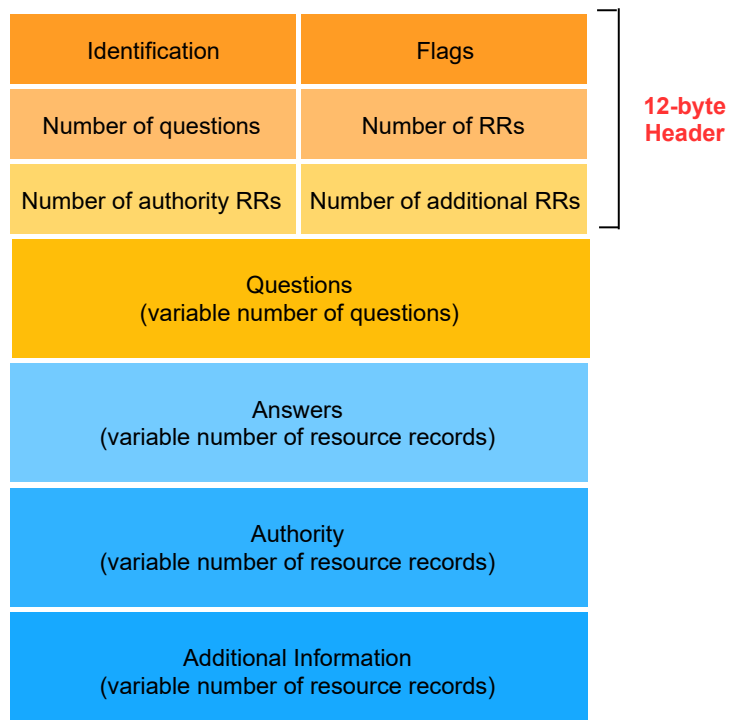 Identification
Flags
12-byte
Header
Number of questions
Number of RRs
Number of authority RRs
Number of additional RRs
Questions
(variable number of questions)
Answers
(variable number of resource records)
Authority
(variable number of resource records)
Additional Information
(variable number of resource records)